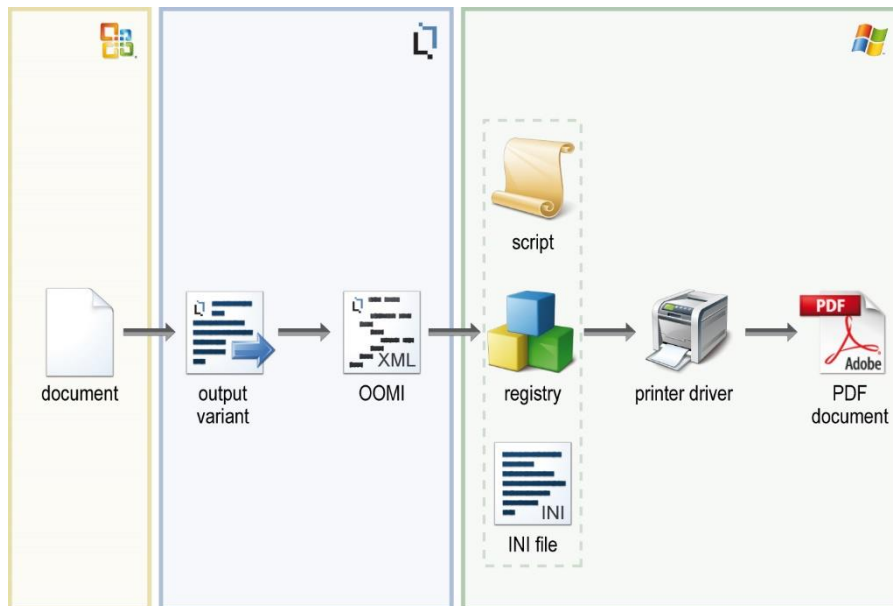 script
document
output
variant
XML
OOMI
registry
printer driver
PDF
Adobe
PDF
document
INI
INI file